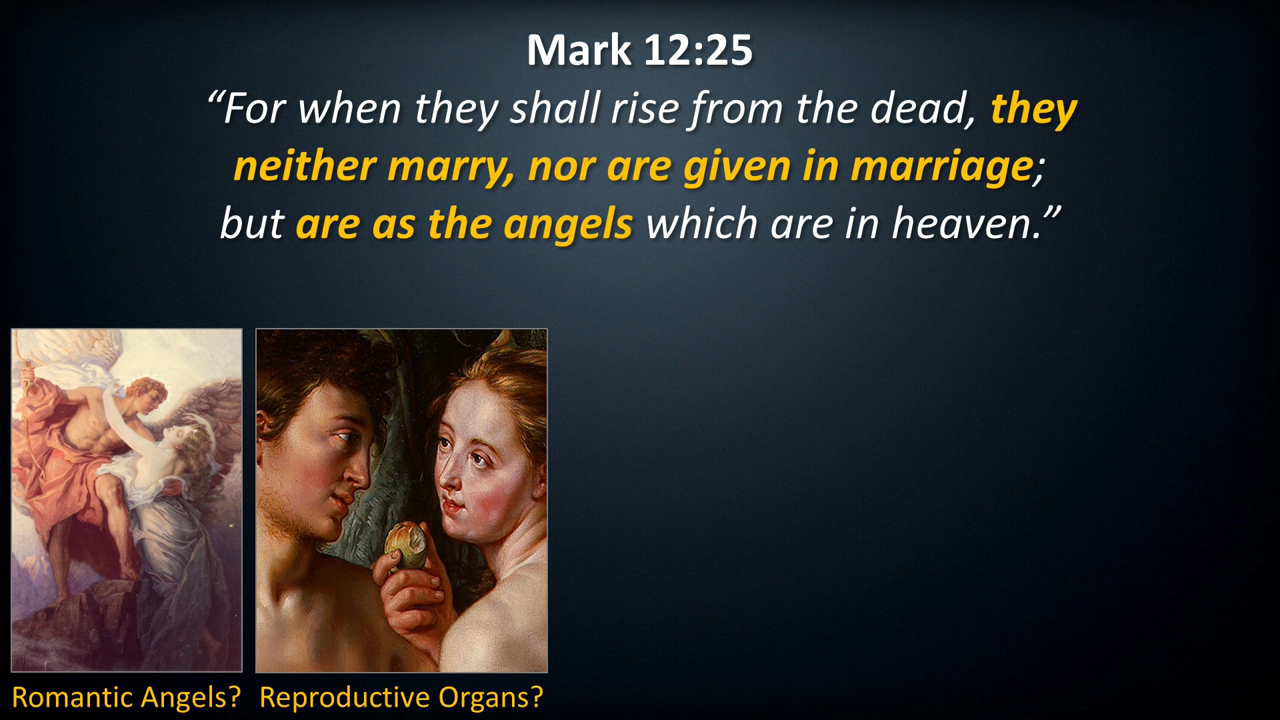 Mark 12:25
“For when they shall rise from the dead, they
neither marry, nor are given in marriage;
but are as the angels which are in heaven.”
Romantic Angels?
Reproductive Organs?